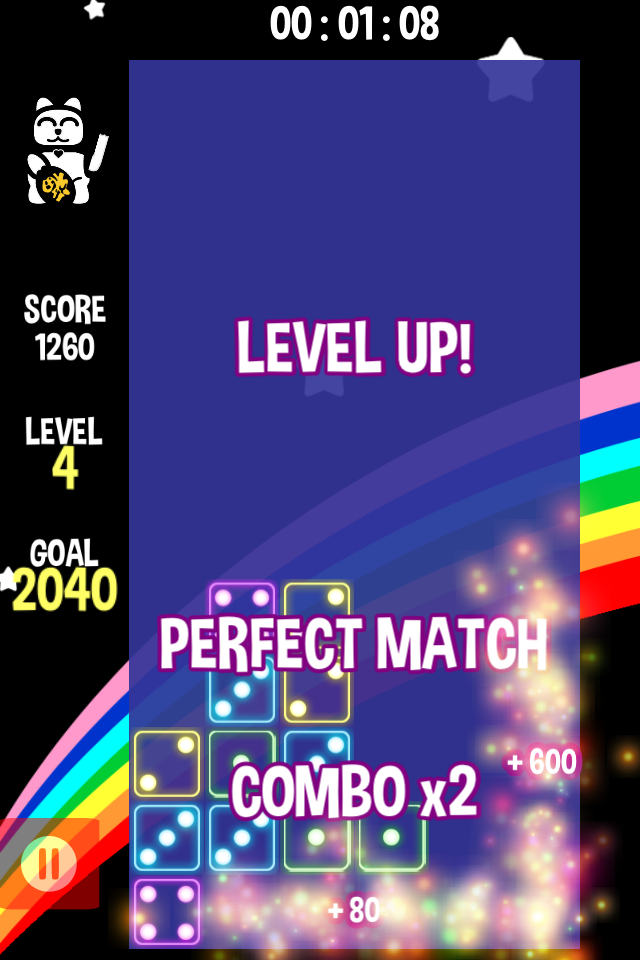 00:01:08
SCORE
1260
LEVEL
4
GOAL
2040
LEVEL UP!
PERFECT MATCH
+600
COMBO x2
+80